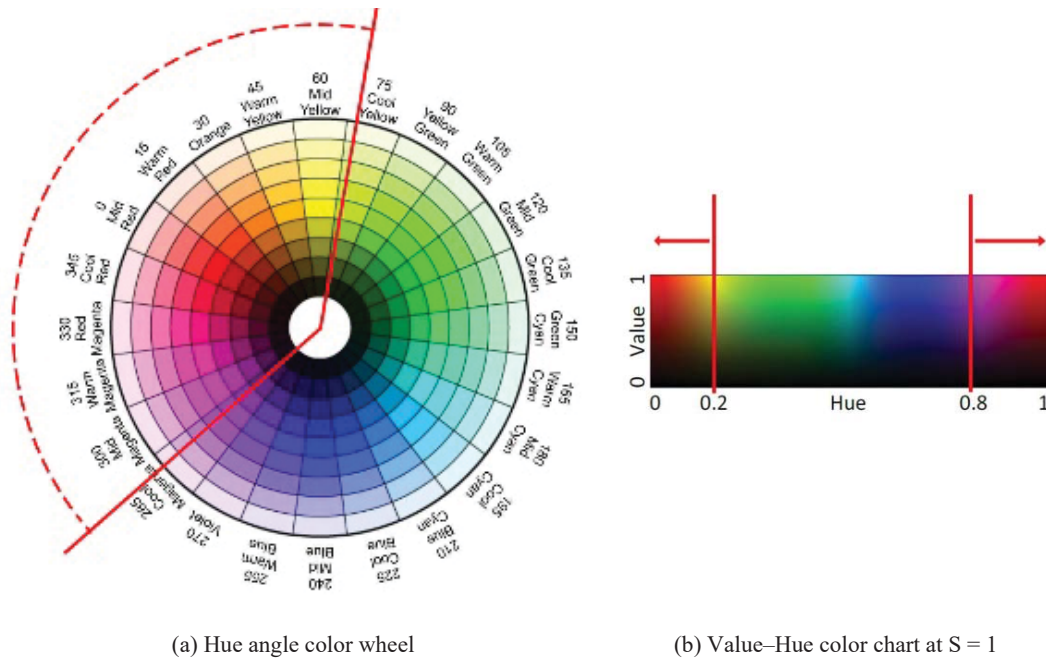 60
Mid
Yellow
75
Cool
Yellow
90
Yellow
Green
105
Warm
Green
120
Mid
Green
135
Cool
Green
150
Green
Cyan
165
Warm
Cyan
180
Mid
Cyan
195
Cool
Cyan
210
Blue
Cyan
225
Cool
Blue
240
Mid
Blue
255
Warm
Blue
270
Violet
285
Cool
Magenta
300
Mid
Magenta
315
Warm
Magenta
330
Red
Magenta
345
Cool
Red
0
Mid
Red
15
Warm
Red
30
Orange
45
Warm
Yellow
(a) Hue angle color wheel
1
Value
0
0 0.2 Hue 0.8 1
(b) Value–Hue color chart at S = 1